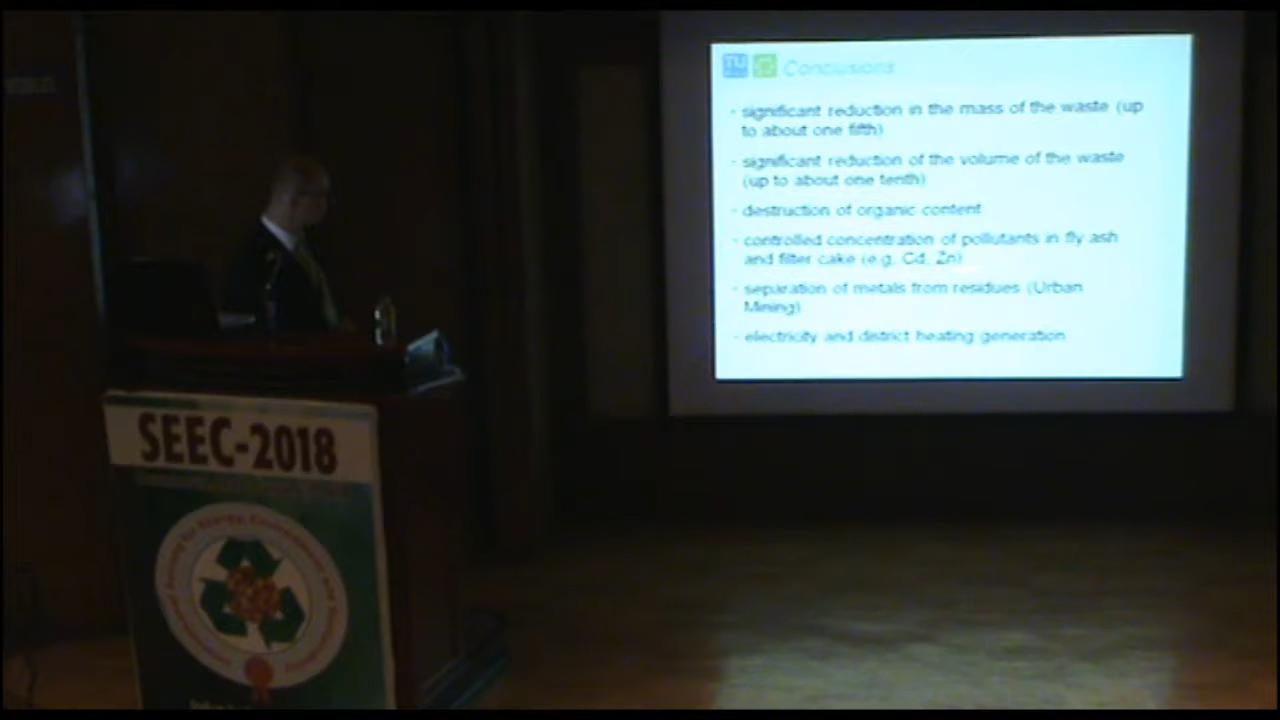 TU
Conclusions
- significant reduction in the mass of the waste (up
to about one fifth)
- significant reduction of the volume of the waste
(up to about one tenth)
- destruction of organic content
- controlled concentration of pollutants in fly ash
and filter cake (e.g. Cd, Zn)
- separation of metals from residues (Urban
Mining)
- electricity and district heating generation
SEEC-2018